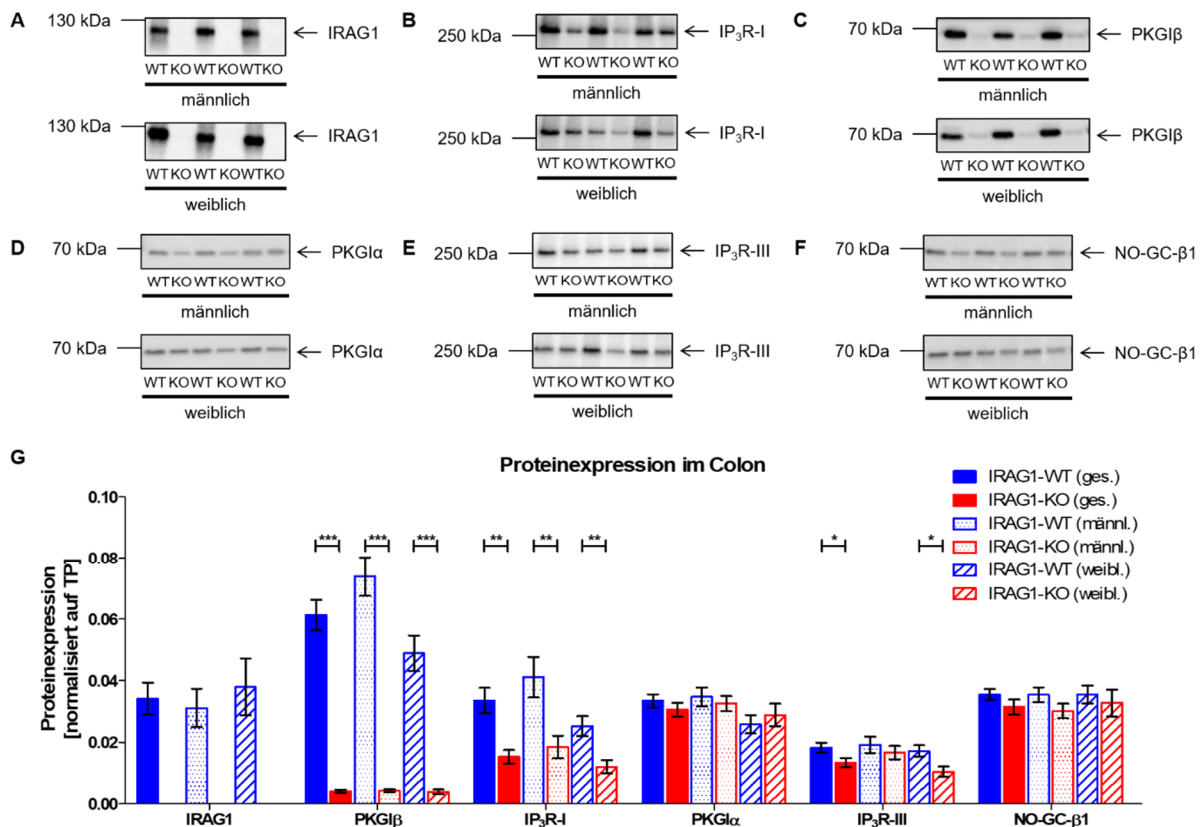 A
130 kDa
IRAG1
WT KO WT KO WT KO
männlich
130 kDa
IRAG1
WT KO WT KO WT KO
weiblich
B
250 kDa
IP₃R-I
WT KO WT KO WT KO
männlich
250 kDa
IP₃R-I
WT KO WT KO WT KO
weiblich
C
70 kDa
PKGIβ
WT KO WT KO WT KO
männlich
70 kDa
PKGIβ
WT KO WT KO WT KO
weiblich
D
70 kDa
PKGIα
WT KO WT KO WT KO
männlich
70 kDa
PKGIα
WT KO WT KO WT KO
weiblich
E
250 kDa
IP₃R-III
WT KO WT KO WT KO
männlich
250 kDa
IP₃R-III
WT KO WT KO WT KO
weiblich
F
70 kDa
NO-GC-β1
WT KO WT KO WT KO
männlich
70 kDa
NO-GC-β1
WT KO WT KO WT KO
weiblich
G
Proteinexpression im Colon
IRAG1-WT (ges.)
IRAG1-KO (ges.)
IRAG1-WT (männl.)
IRAG1-KO (männl.)
IRAG1-WT (weibl.)
IRAG1-KO (weibl.)
Proteinexpression
[normalisiert auf TP]
0.10
0.08
0.06
0.04
0.02
0.00
*** *** *** ** ** ** * *
IRAG1 PKGIβ IP₃R-I PKGIα IP₃R-III NO-GC-β1